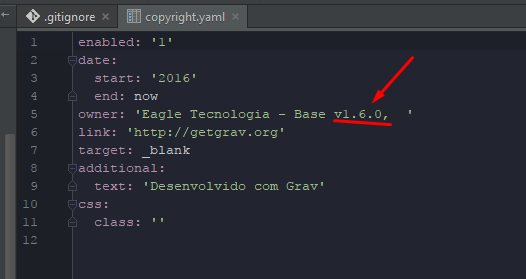 .gitignore × copyright.yaml ×
1 enabled: '1'
2 date:
3 start: '2016'
4 end: now
5 owner: 'Eagle Tecnologia - Base v1.6.0,  '
6 link: 'http://getgrav.org'
7 target: _blank
8 additional:
9 text: 'Desenvolvido com Grav'
10 css:
11 class: ''
12